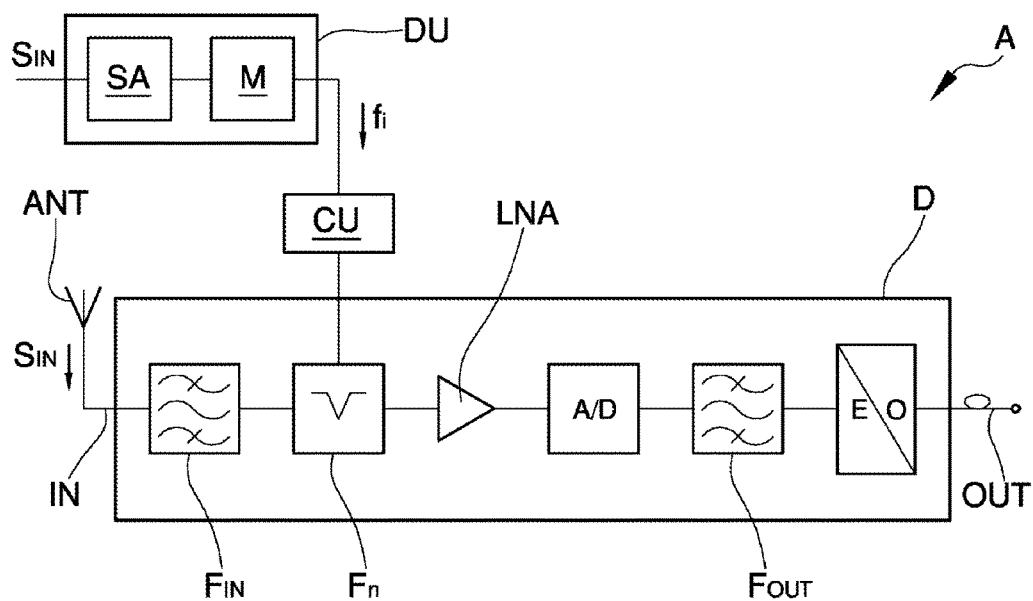 DU
A
SIN
SA
M
fi
ANT
CU
LNA
D
SIN
A/D
E/O
IN
OUT
FIN
Fn
FOUT